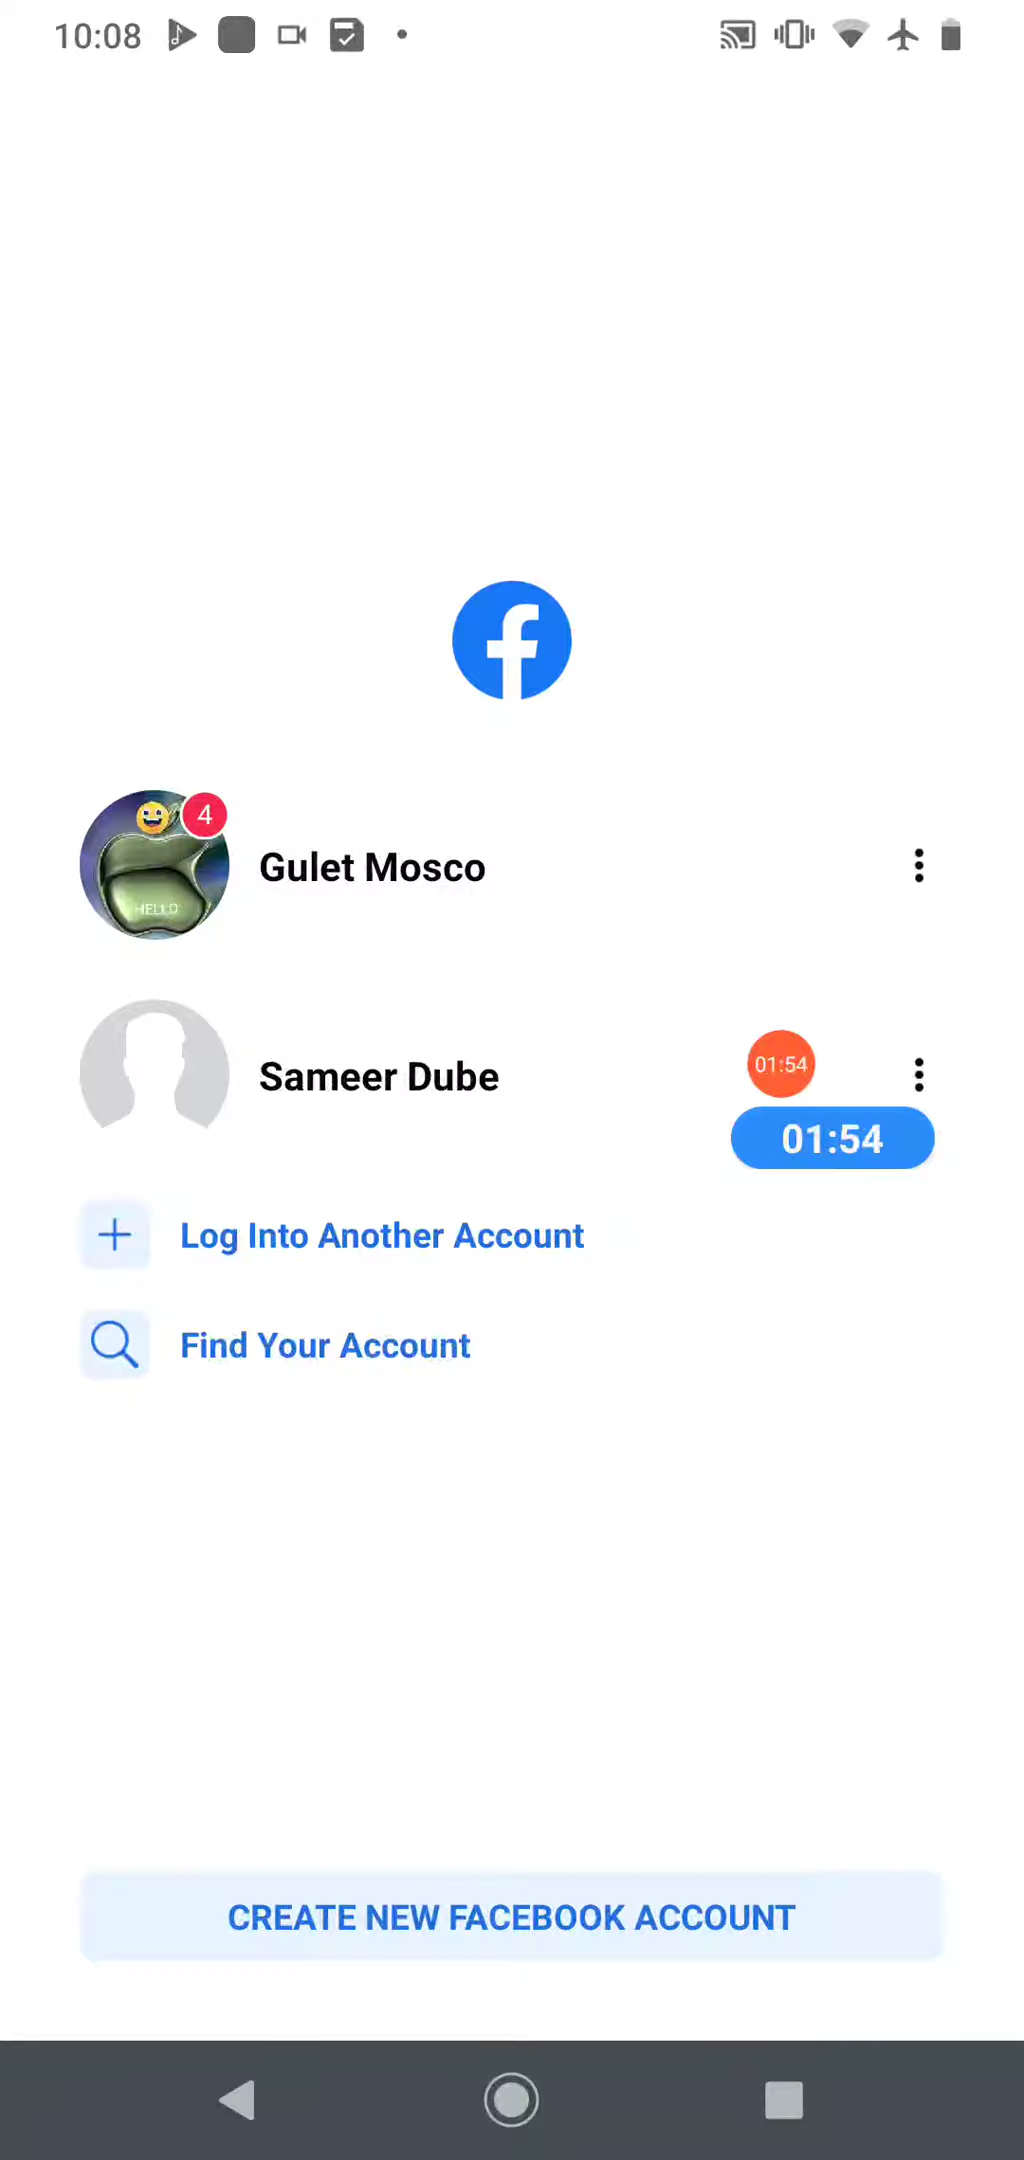 10:08
4
HELLO
Gulet Mosco
Sameer Dube
01:54
01:54
Log Into Another Account
Find Your Account
CREATE NEW FACEBOOK ACCOUNT